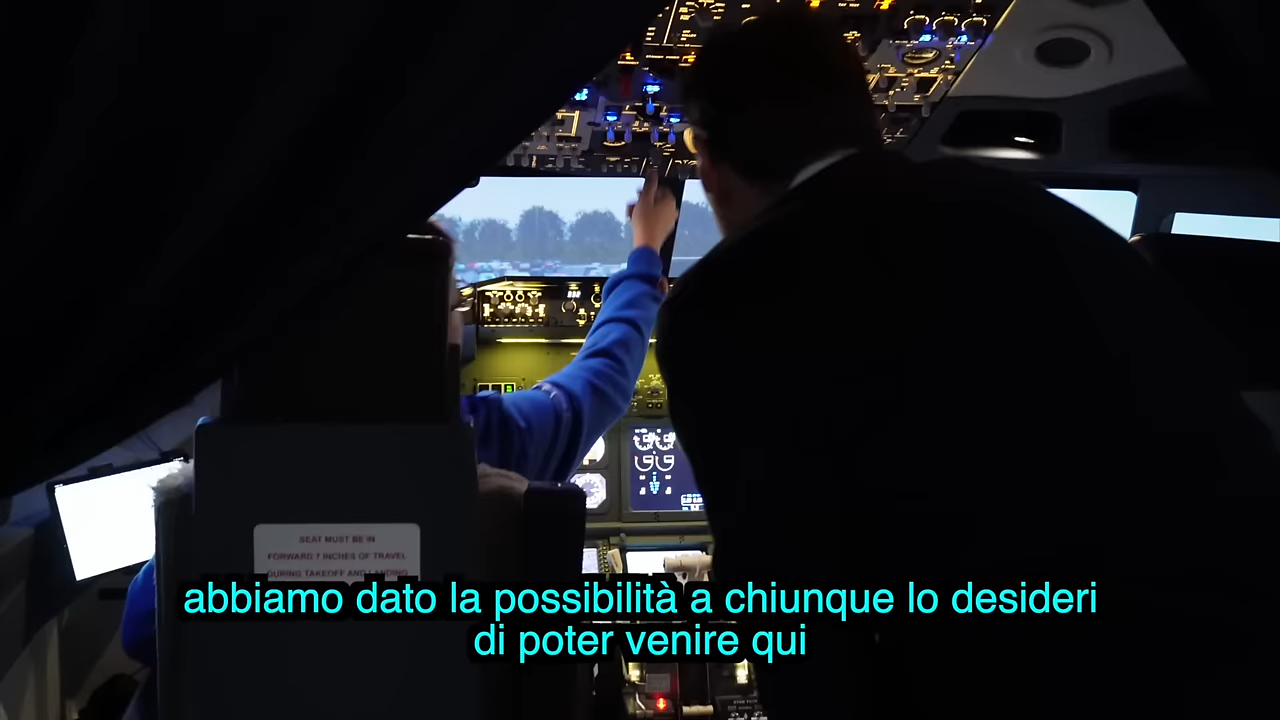 SEAT MUST BE IN
FORWARD 7 INCHES OF TRAVEL
DURING TAKEOFF AND LANDING
abbiamo dato la possibilità a chiunque lo desideri
di poter venire qui